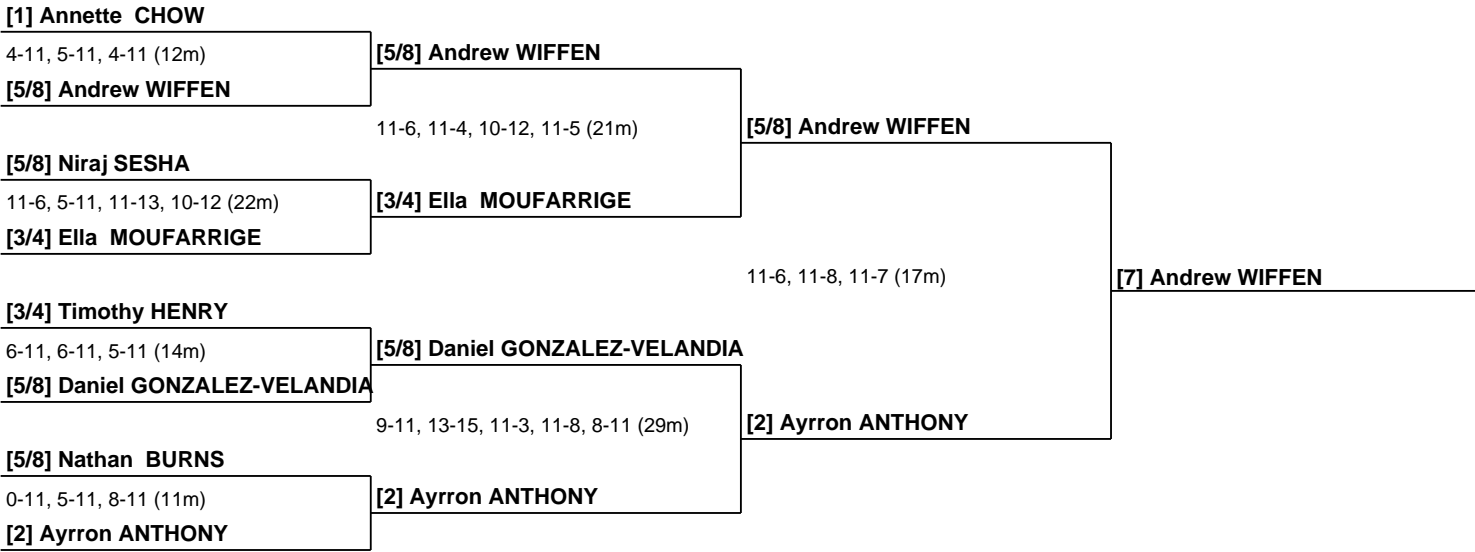 [1] Annette  CHOW
4-11, 5-11, 4-11 (12m)
[5/8] Andrew WIFFEN
[5/8] Andrew WIFFEN
11-6, 11-4, 10-12, 11-5 (21m)
[5/8] Andrew WIFFEN
[5/8] Niraj SESHA
11-6, 5-11, 11-13, 10-12 (22m)
[3/4] Ella  MOUFARRIGE
[3/4] Ella  MOUFARRIGE
11-6, 11-8, 11-7 (17m)
[7] Andrew WIFFEN
[3/4] Timothy HENRY
6-11, 6-11, 5-11 (14m)
[5/8] Daniel GONZALEZ-VELANDIA
[5/8] Daniel GONZALEZ-VELANDIA
9-11, 13-15, 11-3, 11-8, 8-11 (29m)
[2] Ayrron ANTHONY
[5/8] Nathan  BURNS
0-11, 5-11, 8-11 (11m)
[2] Ayrron ANTHONY
[2] Ayrron ANTHONY